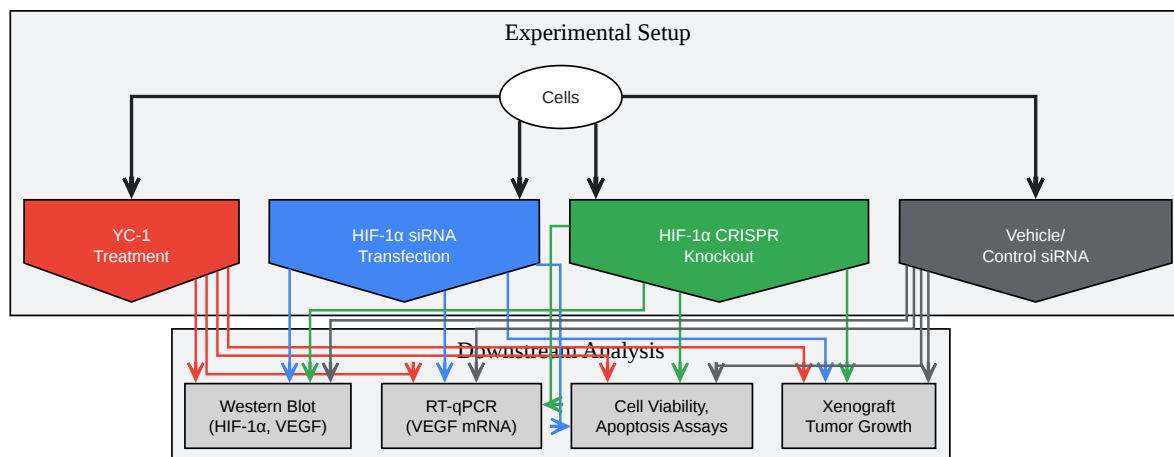 Experimental Setup
Cells
YC-1
Treatment
HIF-1α siRNA
Transfection
HIF-1α CRISPR
Knockout
Vehicle/
Control siRNA
Downstream Analysis
Western Blot
(HIF-1α, VEGF)
RT-qPCR
(VEGF mRNA)
Cell Viability,
Apoptosis Assays
Xenograft
Tumor Growth